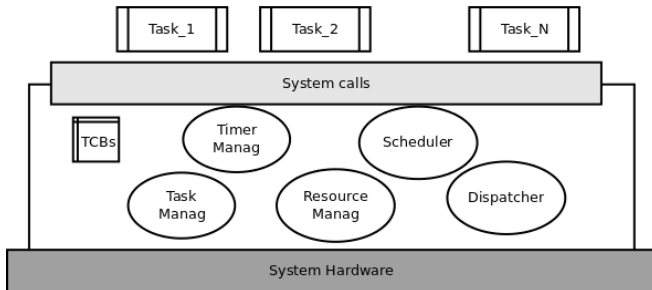 Task_1
Task_2
Task_N
System calls
TCBs
Timer
Manag
Scheduler
Task
Manag
Resource
Manag
Dispatcher
System Hardware